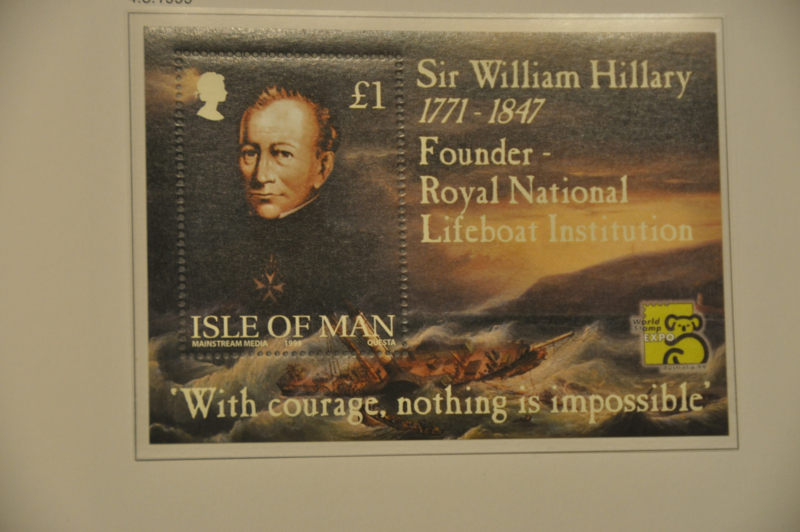 £1
Sir William Hillary
1771 - 1847
Founder -
Royal National
Lifeboat Institution
ISLE OF MAN
MAINSTREAM MEDIA 1999 QUESTA
World
Stamp
EXPO
'With courage, nothing is impossible'